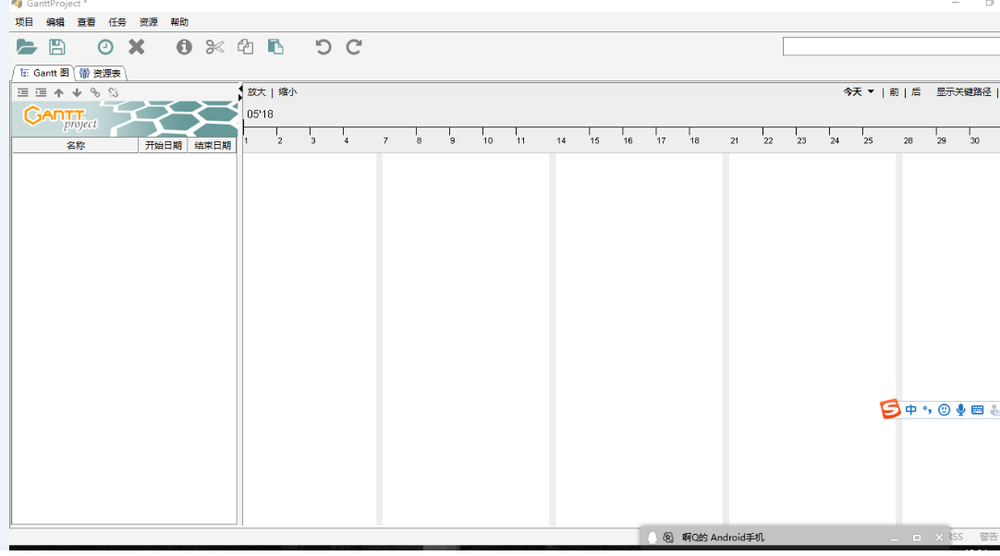 GanttProject *
项目 编辑 查看 任务 资源 帮助
Gantt 图 资源表
放大 | 缩小 今天 | 前 | 后 显示关键路径 |
GANTT project
05'18
名称 开始日期 结束日期
1 2 3 4 7 8 9 10 11 14 15 16 17 18 21 22 23 24 25 28 29 30
S 中 °,
啊Q的 Android手机
RSS 警告